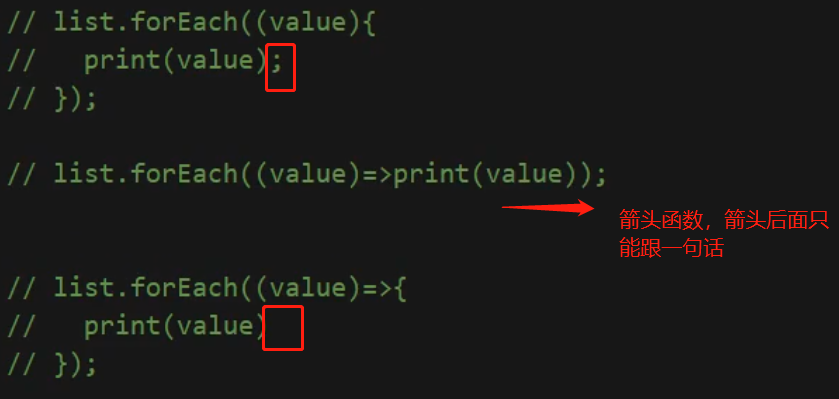 // list.forEach((value){
//   print(value);
// });
// list.forEach((value)=>print(value));
箭头函数，箭头后面只
能跟一句话
// list.forEach((value)=>{
//   print(value)
// });